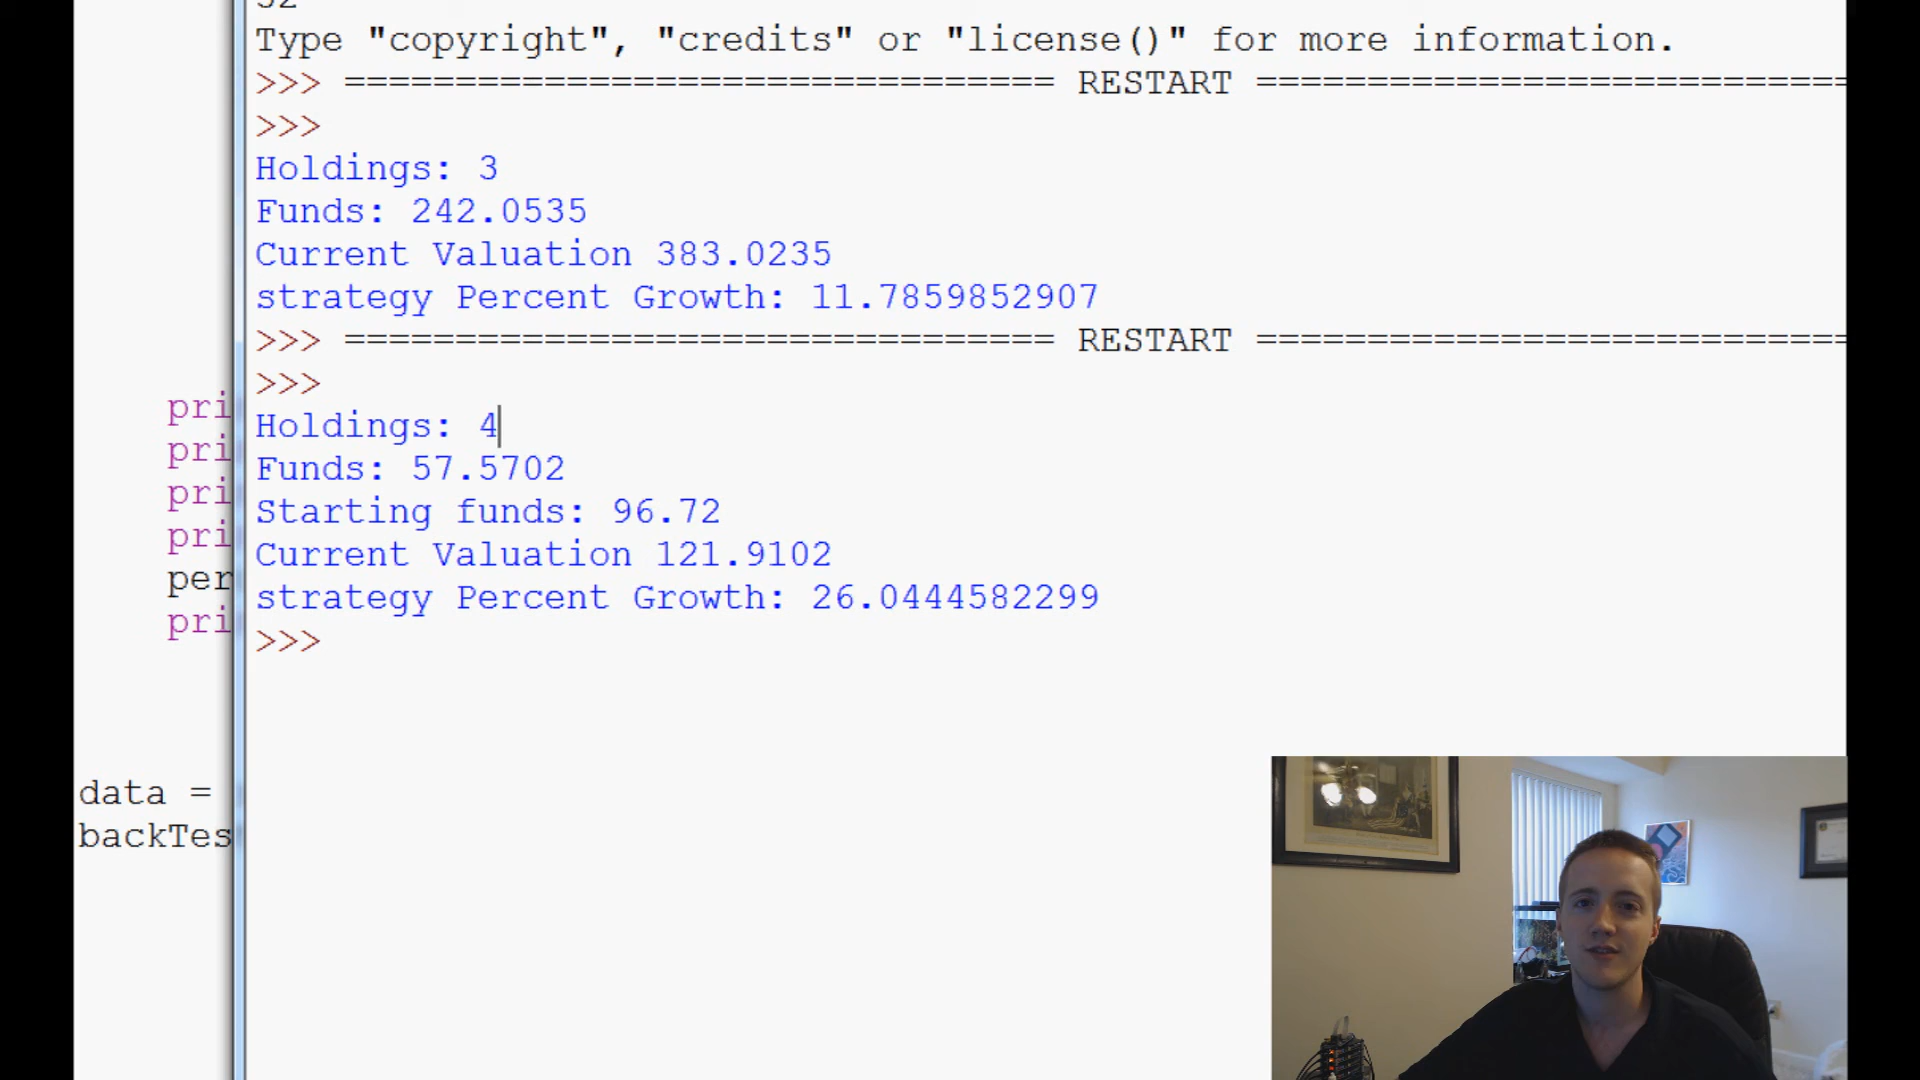 Type "copyright", "credits" or "license()" for more information.
>>> ================================ RESTART ===========================
>>>
Holdings: 3
Funds: 242.0535
Current Valuation 383.0235
strategy Percent Growth: 11.7859852907
>>> ================================ RESTART ===========================
>>>
Holdings: 4
Funds: 57.5702
Starting funds: 96.72
Current Valuation 121.9102
strategy Percent Growth: 26.0444582299
>>>
pri
pri
pri
pri
per
pri
data =
backTes